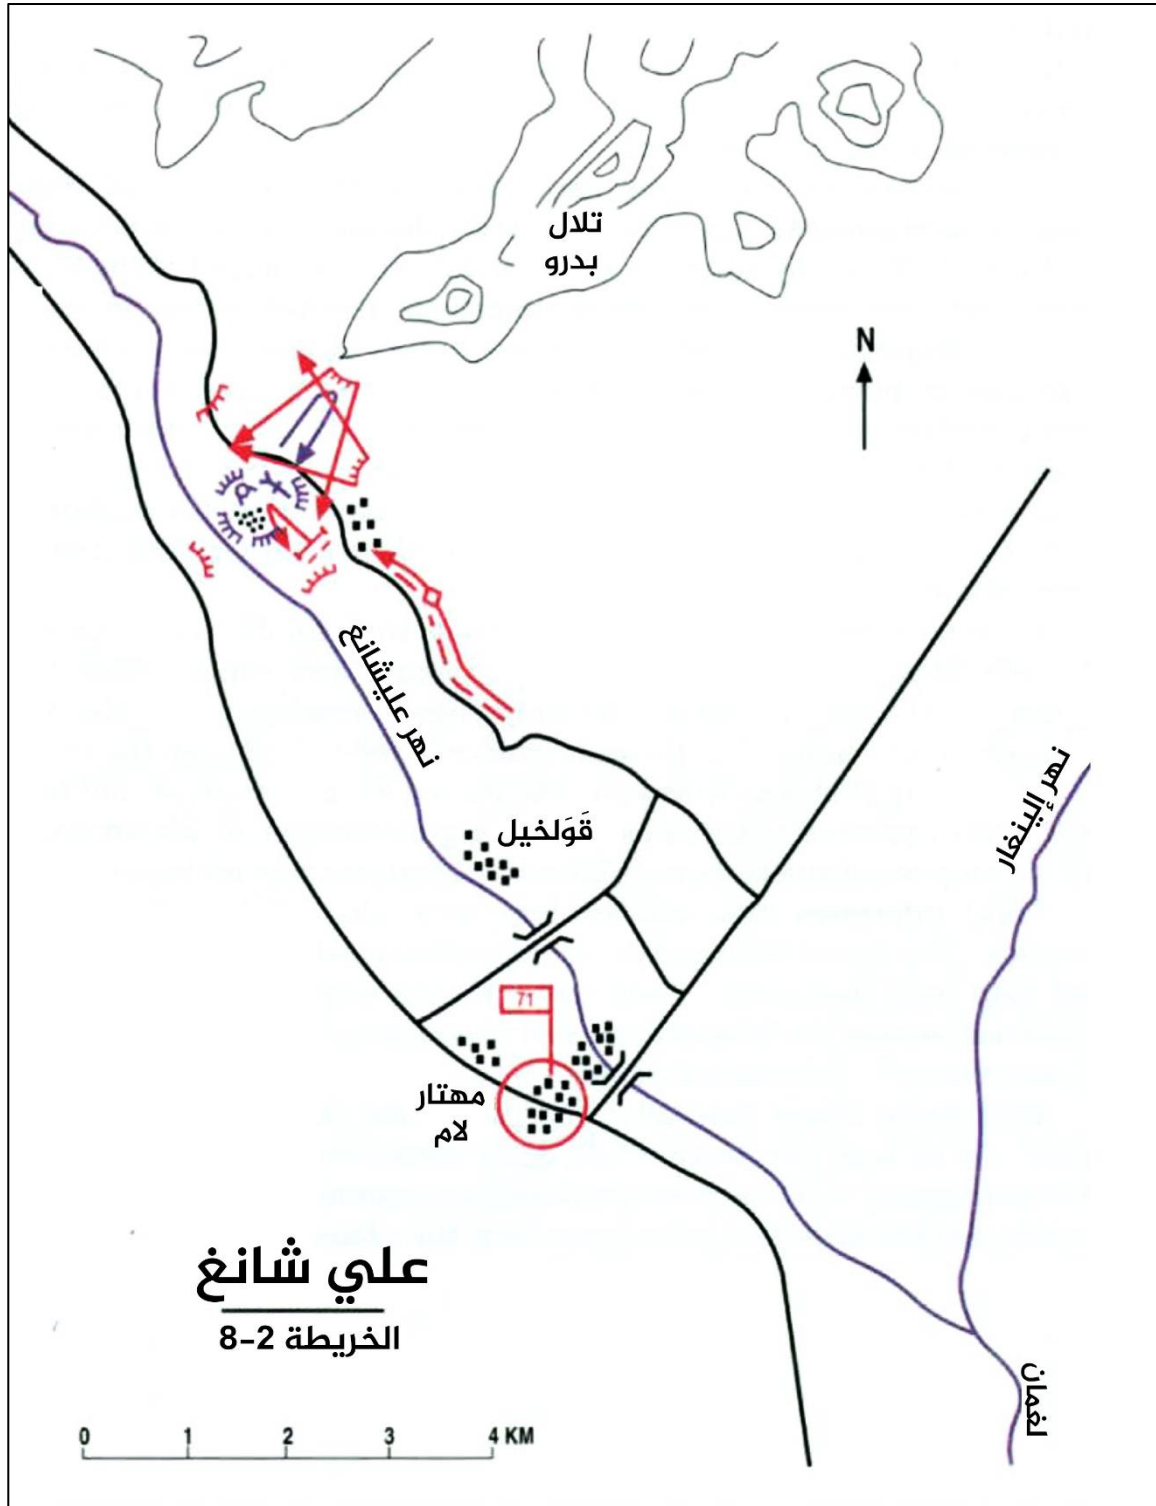 تلال
بدرو
N
نهر عليشانغ
نهر إلينغار
قَوَلخيل
71
مهتار
لام
علي شانغ
الخريطة 2-8
لغمان
0 1 2 3 4 KM